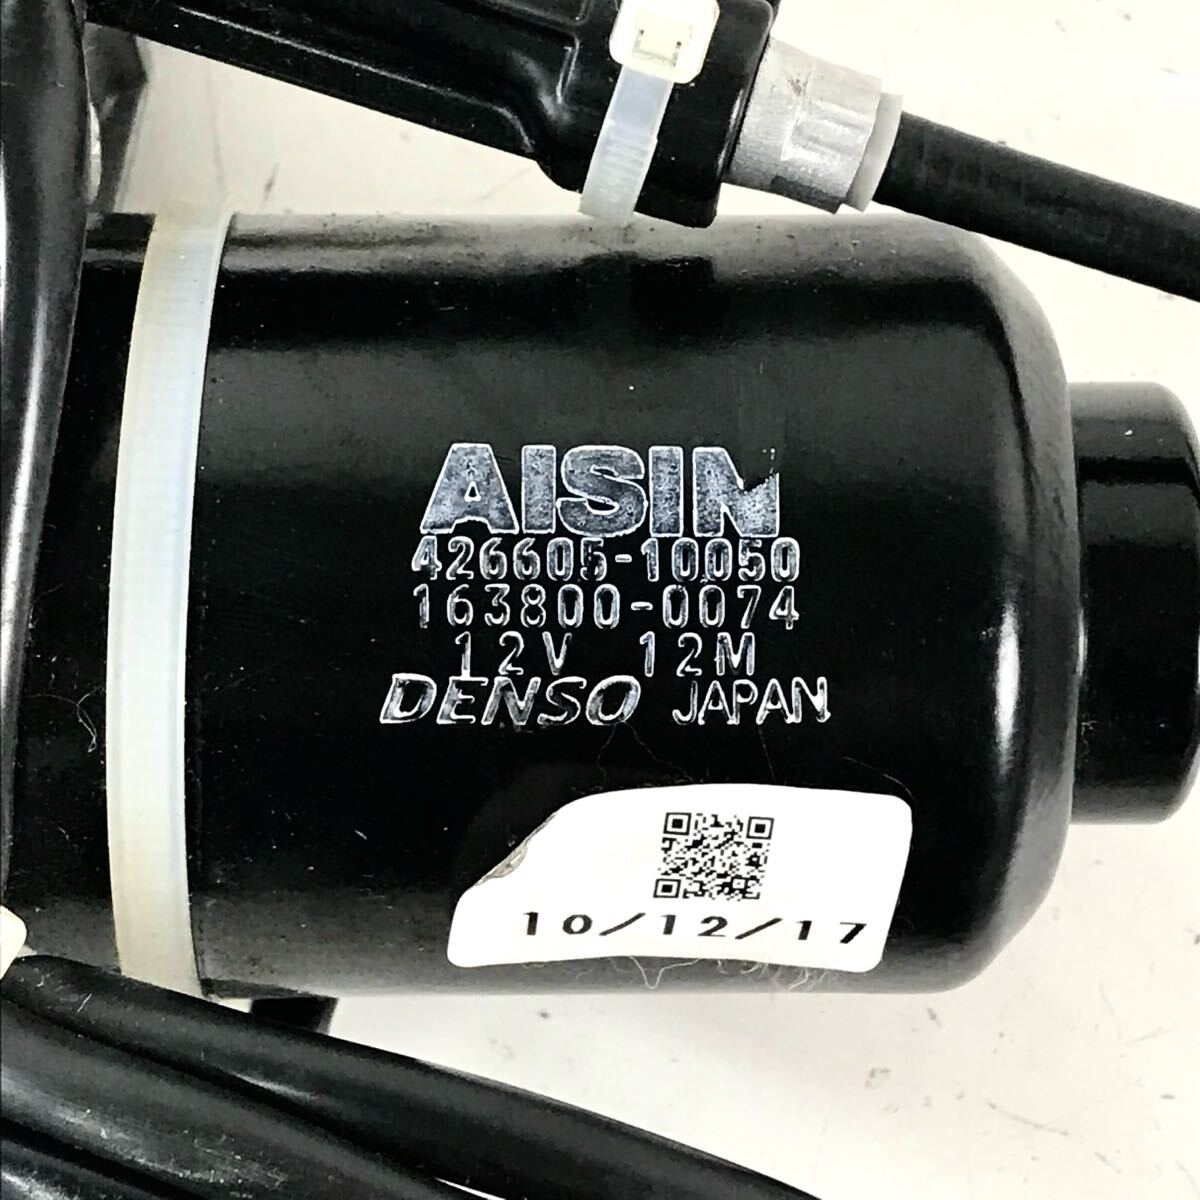 AISIN
426605-10050
163800-0074
12V 12M
DENSO JAPAN
10/12/17